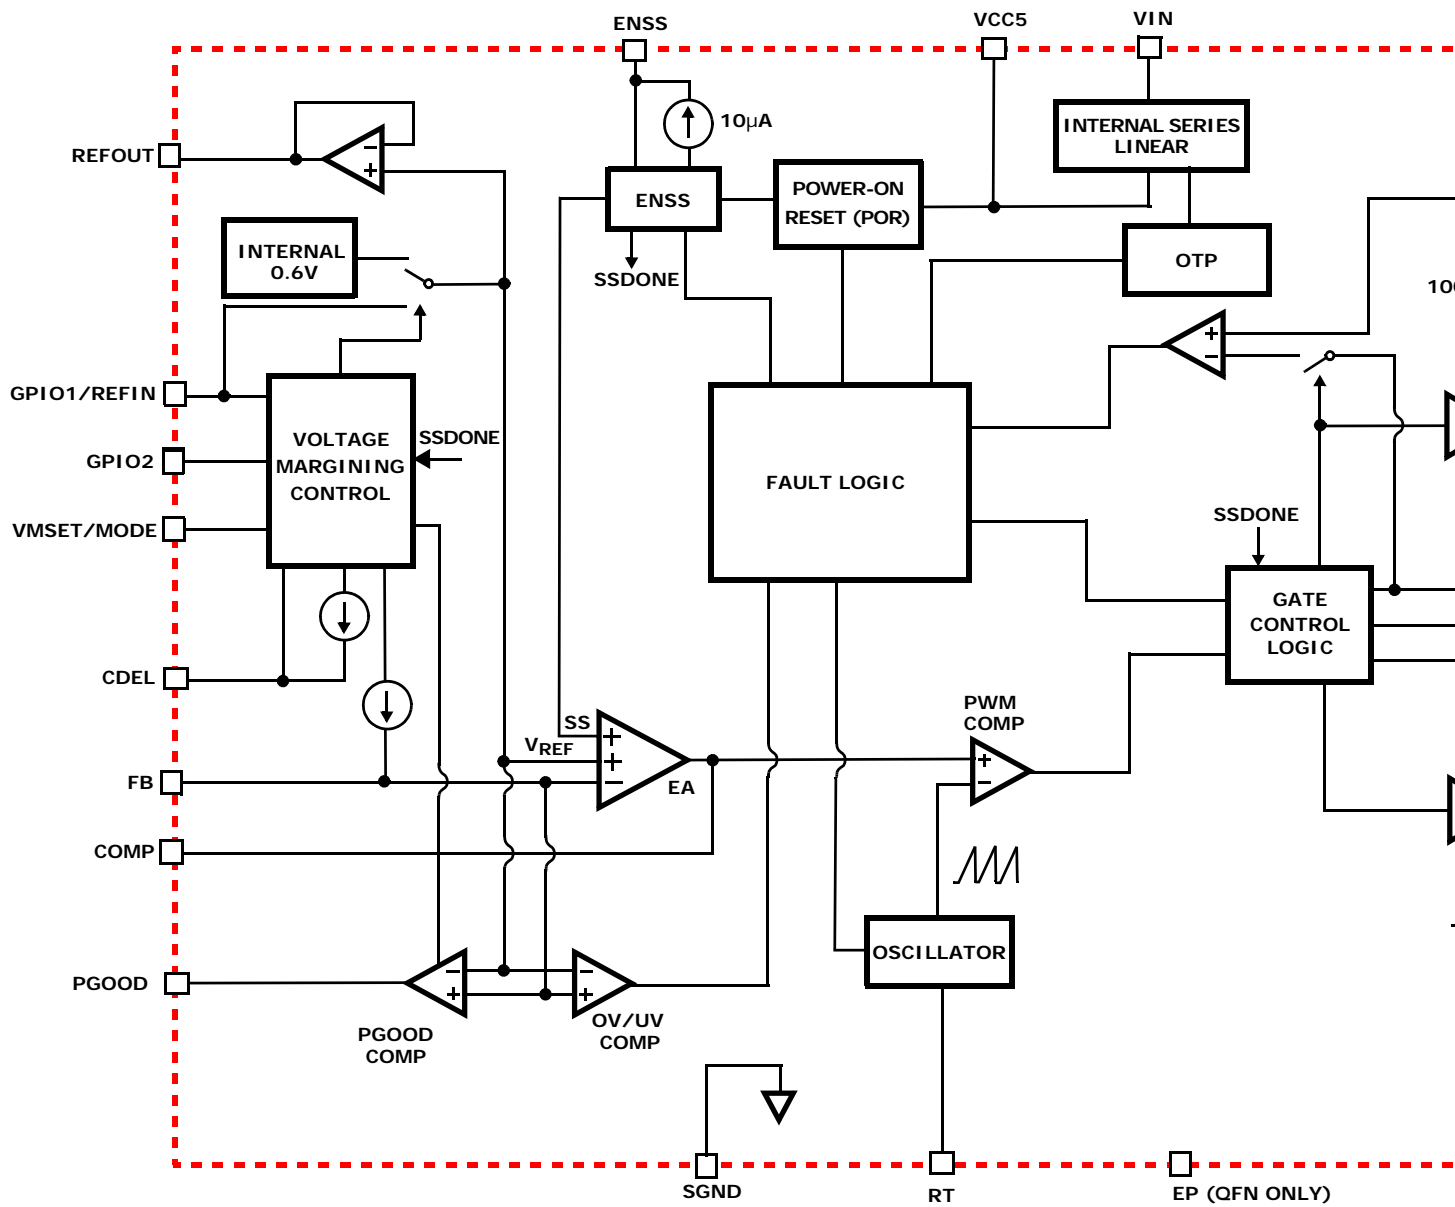 ENSS
VCC5
VIN
10µA
INTERNAL SERIES
LINEAR
REFOUT
−
+
ENSS
POWER-ON
RESET (POR)
INTERNAL
0.6V
SSDONE
OTP
+
−
GPIO1/REFIN
GPIO2
VMSET/MODE
VOLTAGE
MARGINING
CONTROL
SSDONE
FAULT LOGIC
SSDONE
GATE
CONTROL
LOGIC
CDEL
SS
VREF
+
+
−
EA
PWM
COMP
+
−
FB
COMP
OSCILLATOR
PGOOD
−
+
−
+
PGOOD
COMP
OV/UV
COMP
SGND
RT
EP (QFN ONLY)